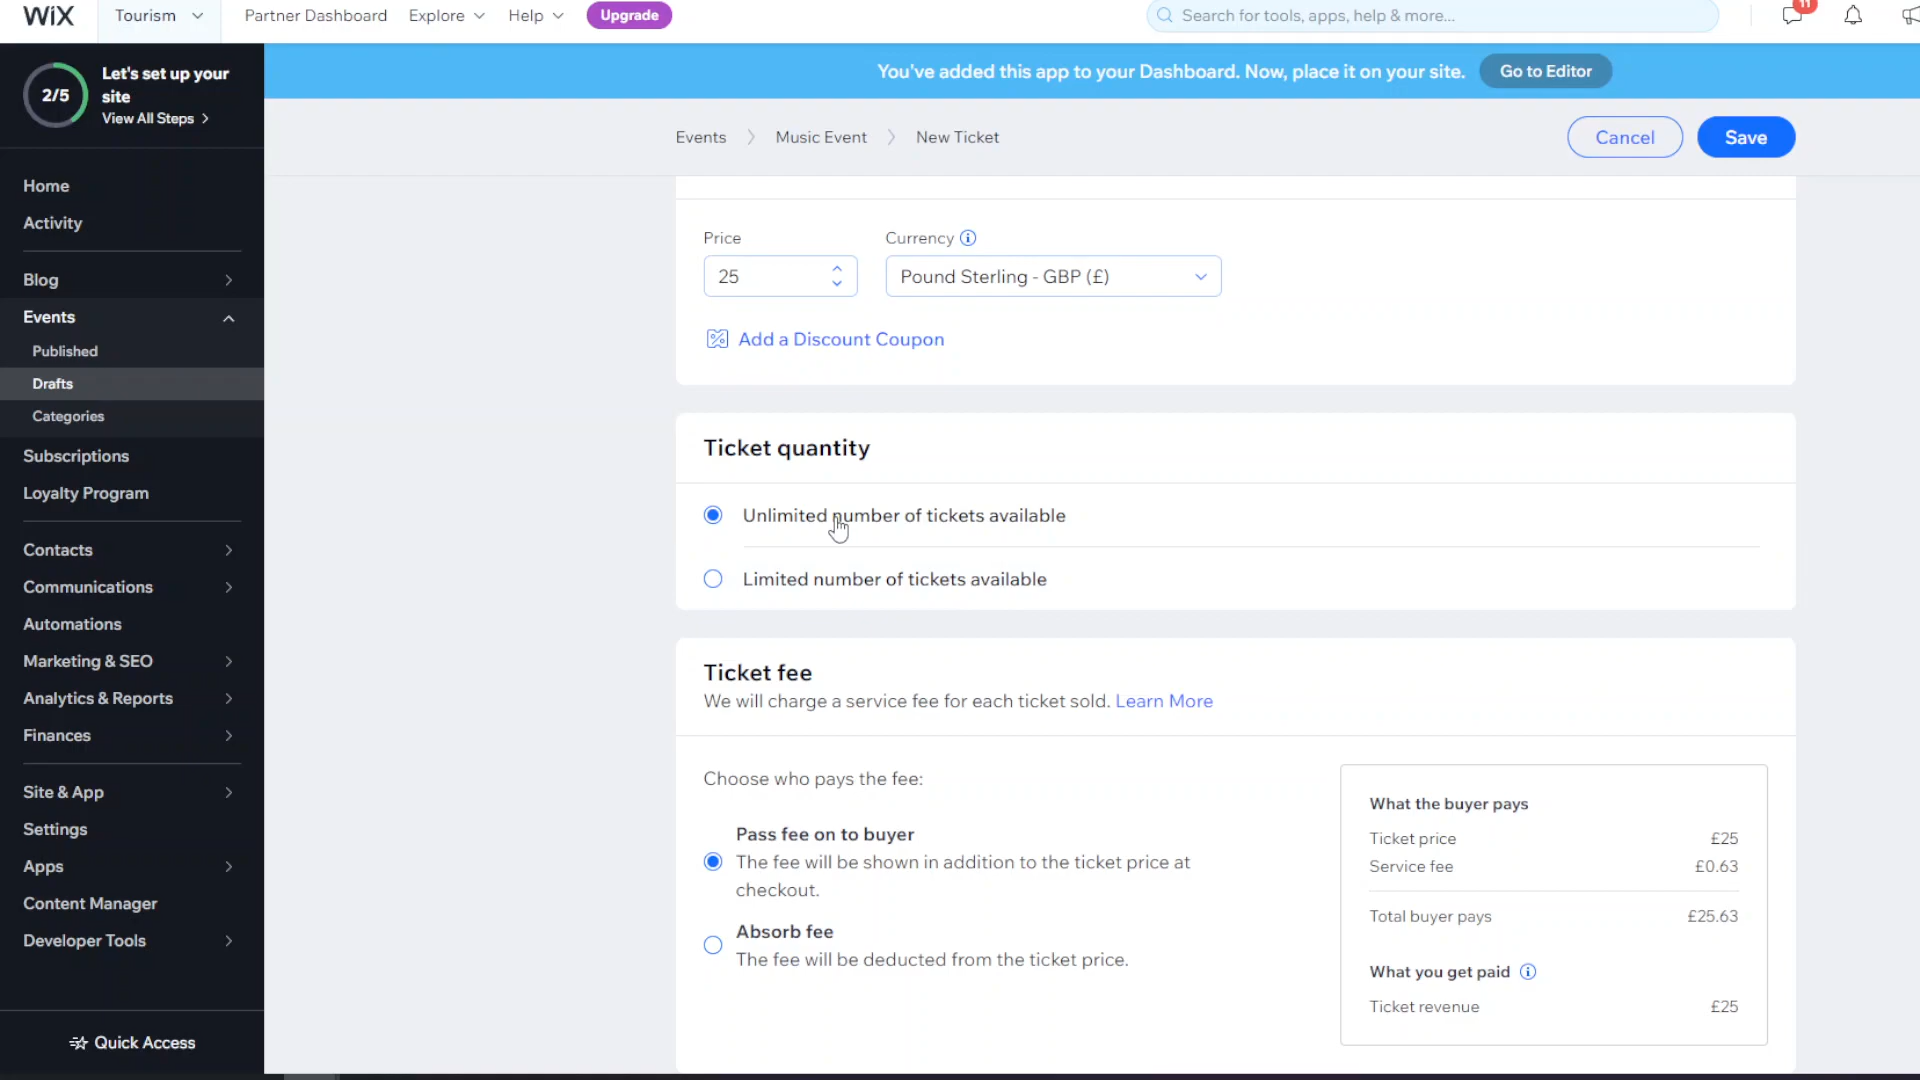 WiX
Tourism
Partner Dashboard
Explore
Help
Upgrade
Search for tools, apps, help & more...
11
2/5
Let's set up your
site
View All Steps >
You've added this app to your Dashboard. Now, place it on your site.
Go to Editor
Events
Music Event
New Ticket
Cancel
Save
Home
Activity
Blog
Events
Published
Drafts
Categories
Subscriptions
Loyalty Program
Contacts
Communications
Automations
Marketing & SEO
Analytics & Reports
Finances
Site & App
Settings
Apps
Content Manager
Developer Tools
Quick Access
Price
Currency
25
Pound Sterling - GBP (£)
Add a Discount Coupon
Ticket quantity
Unlimited number of tickets available
Limited number of tickets available
Ticket fee
We will charge a service fee for each ticket sold. Learn More
Choose who pays the fee:
Pass fee on to buyer
The fee will be shown in addition to the ticket price at
checkout.
Absorb fee
The fee will be deducted from the ticket price.
What the buyer pays
Ticket price £25
Service fee £0.63
Total buyer pays £25.63
What you get paid
Ticket revenue £25